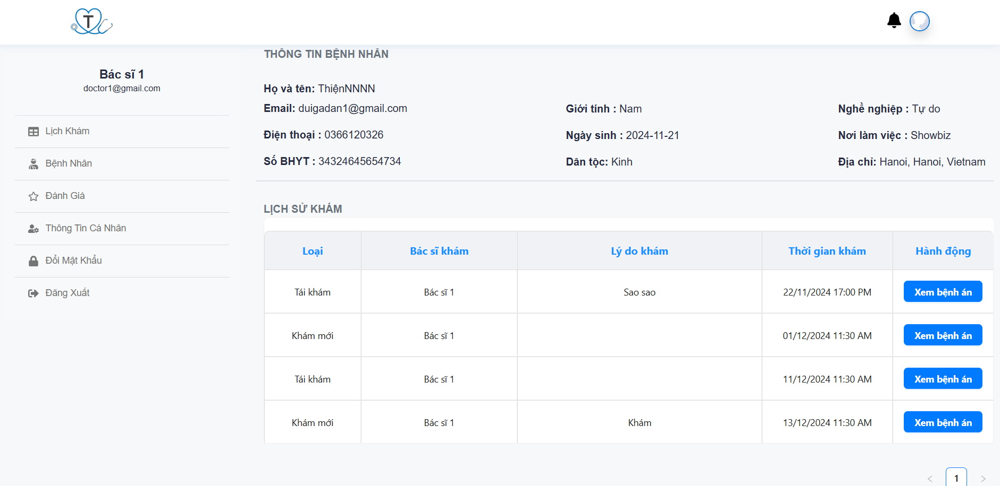 T
Bác sĩ 1
doctor1@gmail.com
Lịch Khám
Bệnh Nhân
Đánh Giá
Thông Tin Cá Nhân
Đổi Mật Khẩu
Đăng Xuất
THÔNG TIN BỆNH NHÂN
Họ và tên: ThiệnNNNN
Email: duigadan1@gmail.com Giới tính : Nam Nghề nghiệp : Tự do
Điện thoại : 0366120326 Ngày sinh : 2024-11-21 Nơi làm việc : Showbiz
Số BHYT : 34324645654734 Dân tộc: Kinh Địa chỉ: Hanoi, Hanoi, Vietnam
LỊCH SỬ KHÁM
Loại Bác sĩ khám Lý do khám Thời gian khám Hành động
Tái khám Bác sĩ 1 Sao sao 22/11/2024 17:00 PM Xem bệnh án
Khám mới Bác sĩ 1 01/12/2024 11:30 AM Xem bệnh án
Tái khám Bác sĩ 1 11/12/2024 11:30 AM Xem bệnh án
Khám mới Bác sĩ 1 Khám 13/12/2024 11:30 AM Xem bệnh án
1